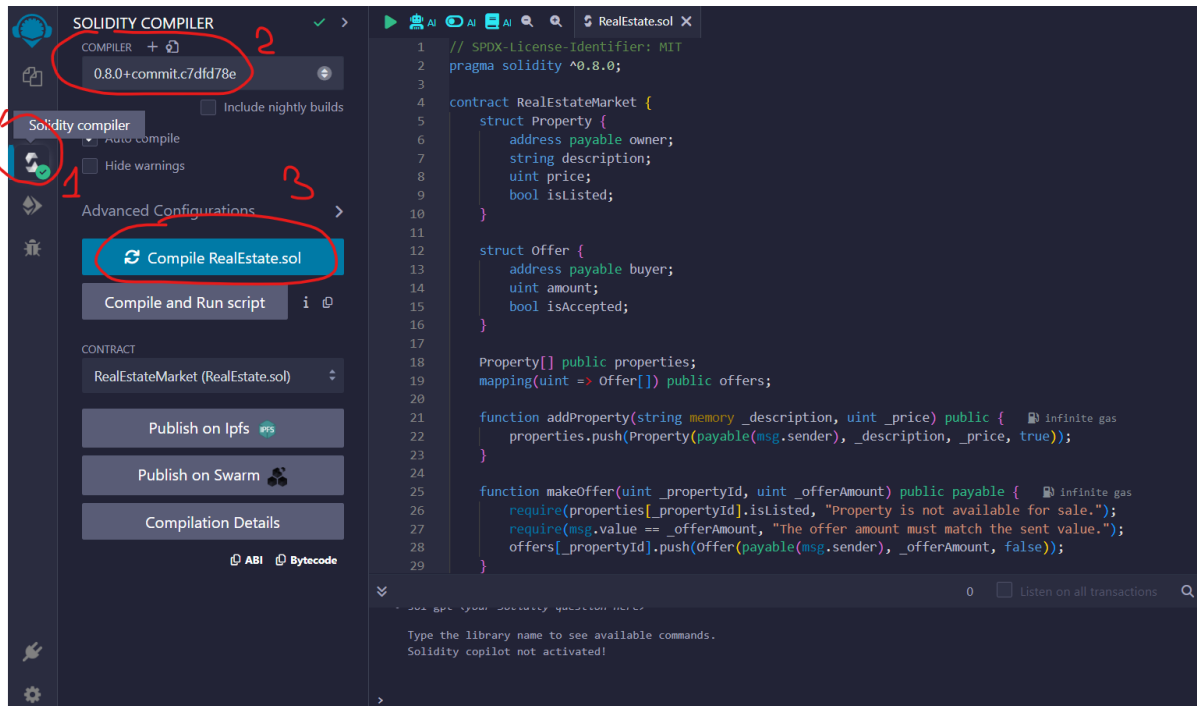 SOLIDITY COMPILER
COMPILER
2
0.8.0+commit.c7dfd78e
Include nightly builds
Solidity compiler
Auto compile
Hide warnings
1
3
Advanced Configurations
Compile RealEstate.sol
Compile and Run script
i
CONTRACT
RealEstateMarket (RealEstate.sol)
Publish on Ipfs
IPFS
Publish on Swarm
Compilation Details
ABI Bytecode
AI AI AI RealEstate.sol
1 // SPDX-License-Identifier: MIT
2 pragma solidity ^0.8.0;
3
4 contract RealEstateMarket {
5 struct Property {
6 address payable owner;
7 string description;
8 uint price;
9 bool isListed;
10 }
11
12 struct Offer {
13 address payable buyer;
14 uint amount;
15 bool isAccepted;
16 }
17
18 Property[] public properties;
19 mapping(uint => Offer[]) public offers;
20
21 function addProperty(string memory _description, uint _price) public { infinite gas
22 properties.push(Property(payable(msg.sender), _description, _price, true));
23 }
24
25 function makeOffer(uint _propertyId, uint _offerAmount) public payable { infinite gas
26 require(properties[_propertyId].isListed, "Property is not available for sale.");
27 require(msg.value == _offerAmount, "The offer amount must match the sent value.");
28 offers[_propertyId].push(Offer(payable(msg.sender), _offerAmount, false));
29 }
0 Listen on all transactions
sol gpt <your Solidity question here>
Type the library name to see available commands.
Solidity copilot not activated!
>